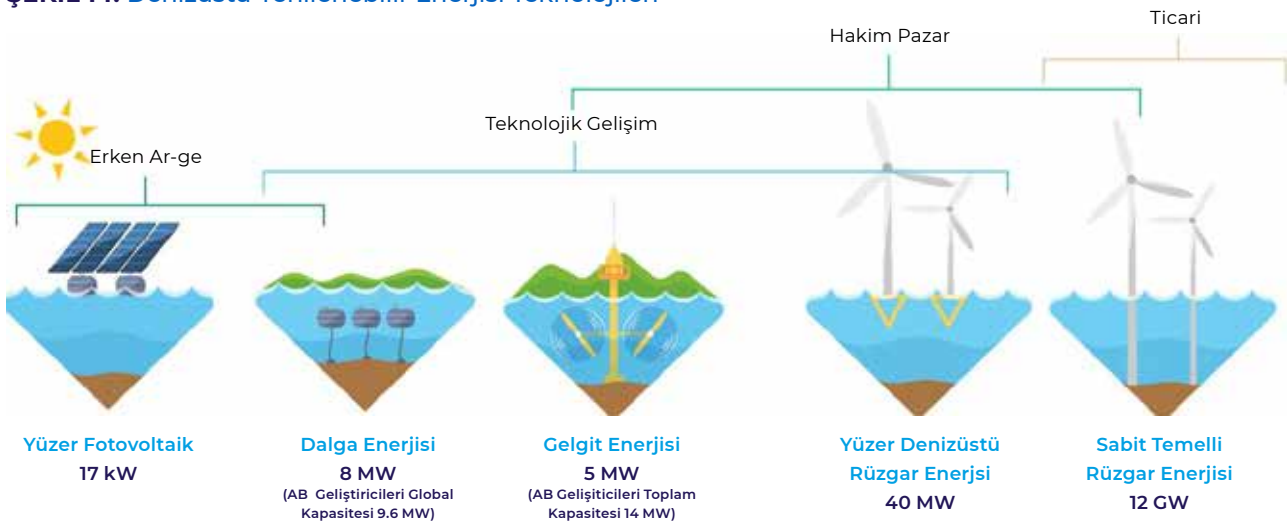 Ticari
Hakim Pazar
Teknolojik Gelişim
Erken Ar-ge
Yüzer Fotovoltaik
17 kW
Dalga Enerjisi
8 MW
(AB Geliştiricileri Global
Kapasitesi 9.6 MW)
Gelgit Enerjisi
5 MW
(AB Gelişiticileri Toplam
Kapasitesi 14 MW)
Yüzer Denizüstü
Rüzgar Enerjsi
40 MW
Sabit Temelli
Rüzgar Enerjisi
12 GW